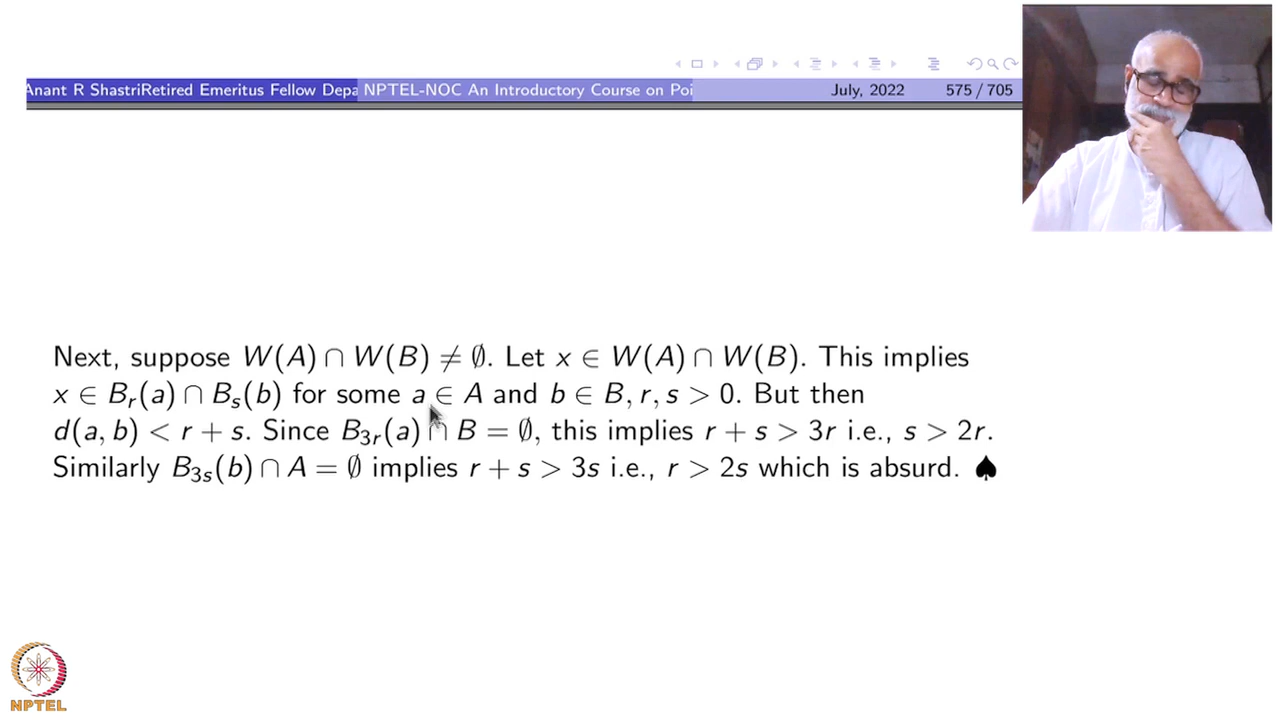 Anant R ShastriRetired Emeritus Fellow Depa NPTEL-NOC An Introductory Course on Poi July, 2022 575 / 705
Next, suppose W(A) ∩ W(B) ≠ ∅. Let x ∈ W(A) ∩ W(B). This implies
x ∈ B_r(a) ∩ B_s(b) for some a ∈ A and b ∈ B, r, s > 0. But then
d(a, b) < r + s. Since B_{3r}(a) ∩ B = ∅, this implies r + s > 3r i.e., s > 2r.
Similarly B_{3s}(b) ∩ A = ∅ implies r + s > 3s i.e., r > 2s which is absurd. ♠
NPTEL